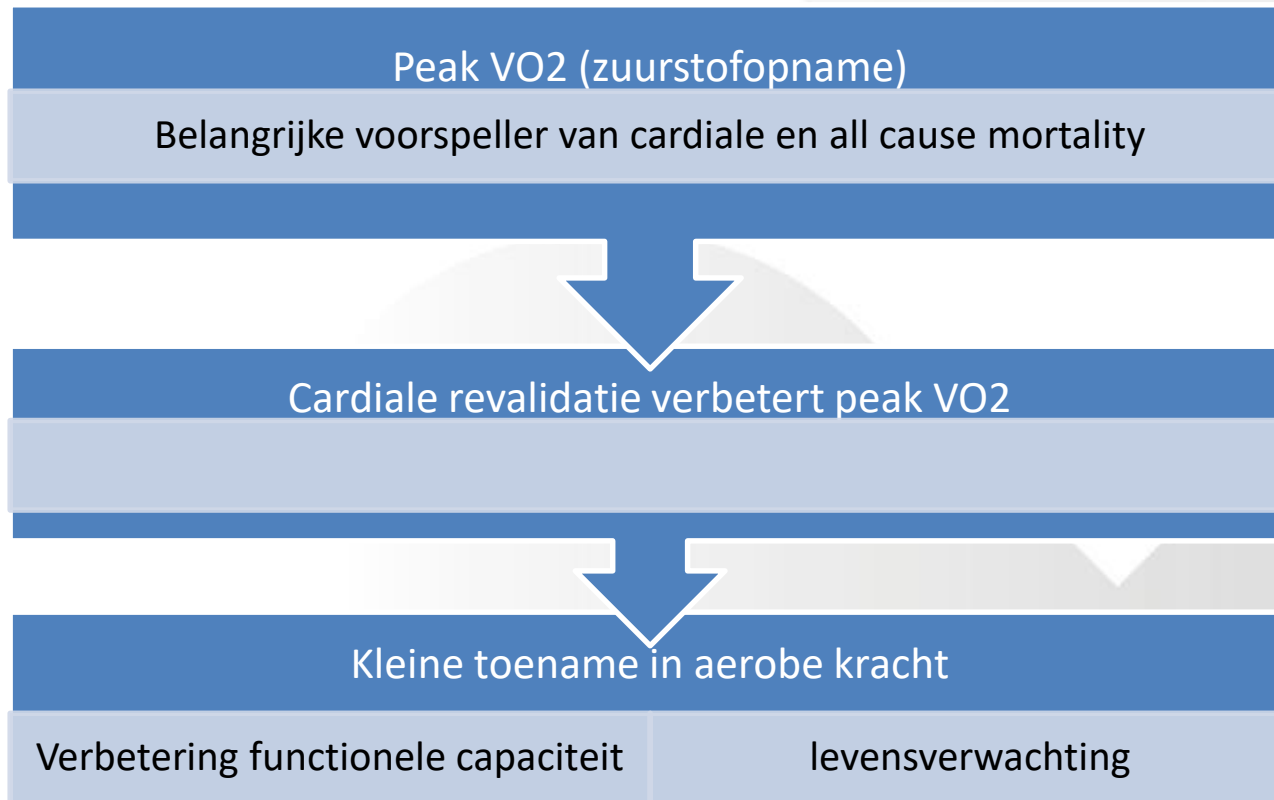 Peak VO2 (zuurstofopname)
Belangrijke voorspeller van cardiale en all cause mortality
Cardiale revalidatie verbetert peak VO2
Kleine toename in aerobe kracht
Verbetering functionele capaciteit
levensverwachting